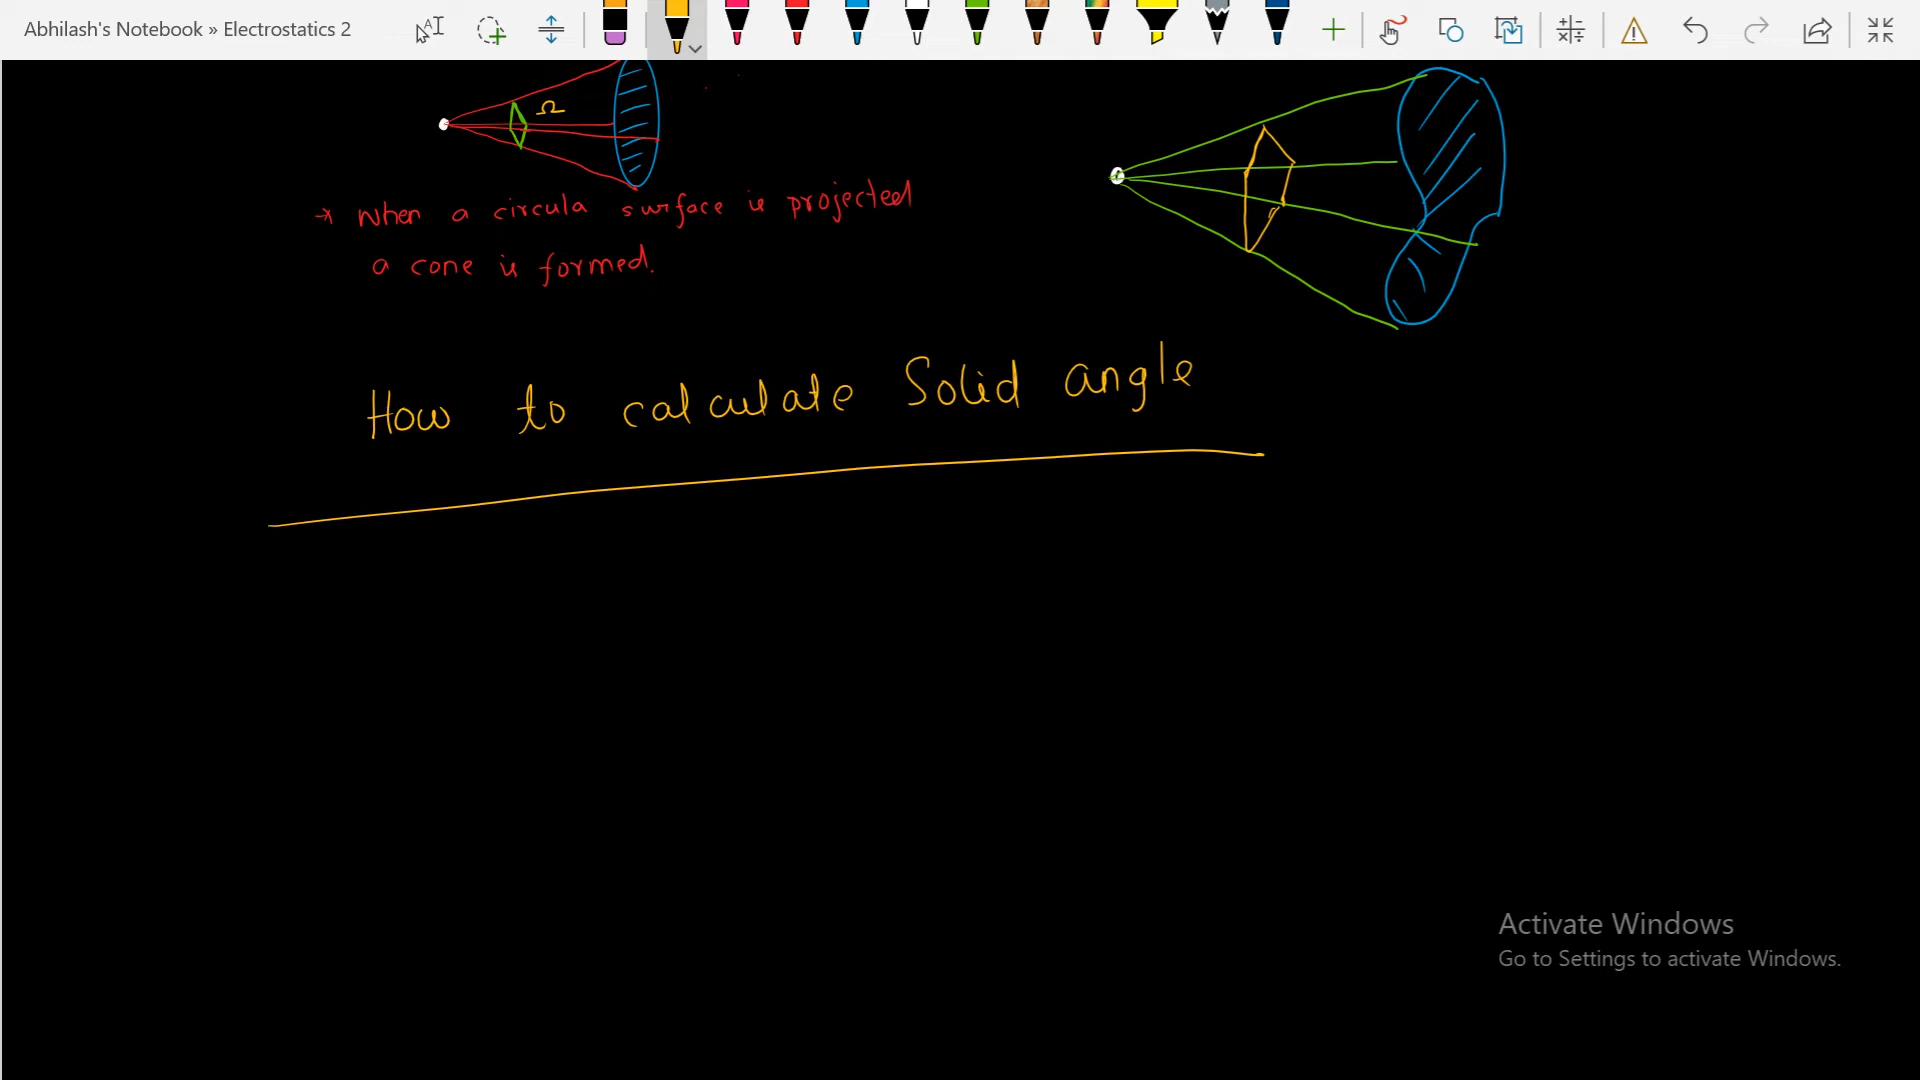 Abhilash's Notebook » Electrostatics 2
Ω
* When a circula surface is projected
a cone is formed.
How to calculate Solid angle
Activate Windows
Go to Settings to activate Windows.